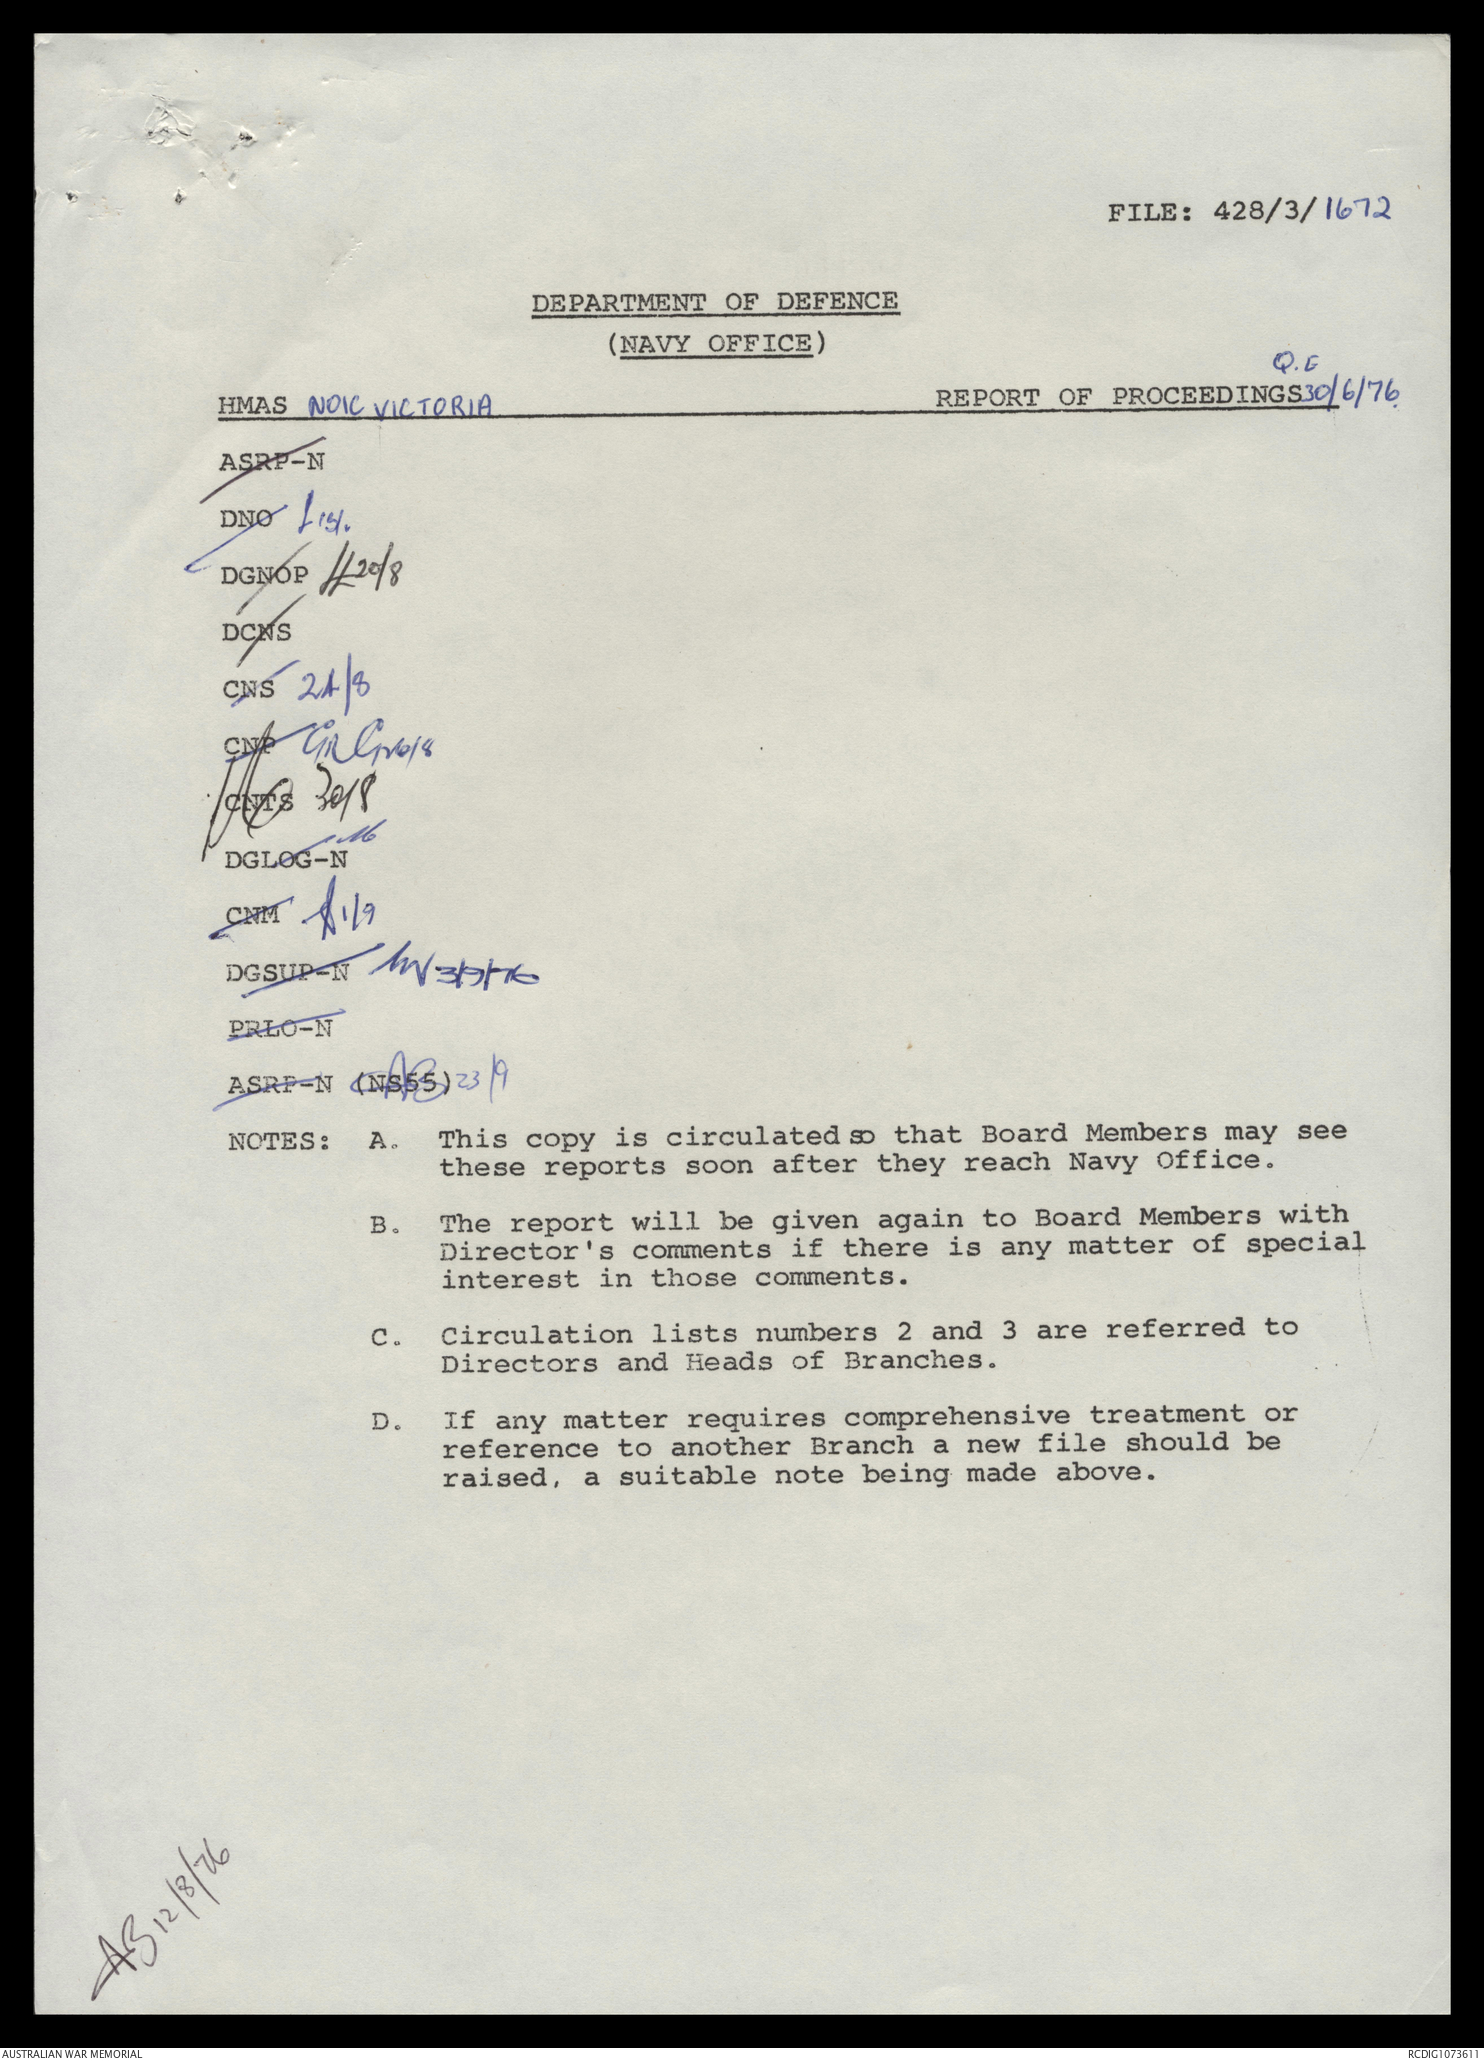 FILE: 428/3/1672
DEPARTMENT OF DEFENCE
(NAVY OFFICE)
Q.E
HMAS NOIC VICTORIA REPORT OF PROCEEDINGS 30/6/76
ASRP-N
DNO
DGNOP 20/8
DCNS
CNS 24/8
CNP
CNTS 30/8
DGLOG-N
CNM 1/9
DGSUP-N
PRLO-N
ASRP-N (NS55) AB 23/9
NOTES: A. This copy is circulated so that Board Members may see
these reports soon after they reach Navy Office.
B. The report will be given again to Board Members with
Director's comments if there is any matter of special
interest in those comments.
C. Circulation lists numbers 2 and 3 are referred to
Directors and Heads of Branches.
D. If any matter requires comprehensive treatment or
reference to another Branch a new file should be
raised, a suitable note being made above.
AB 12/8/76
AUSTRALIAN WAR MEMORIAL
RCDIG1073611